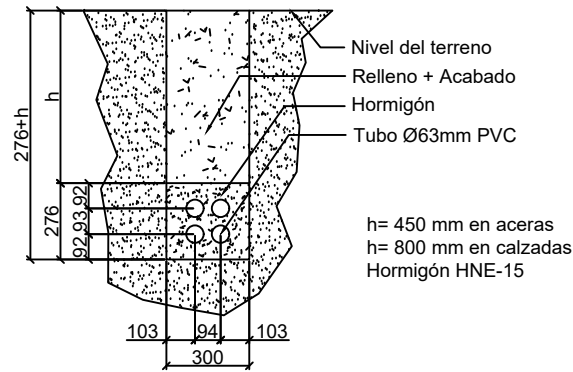 Nivel del terreno
Relleno + Acabado
Hormigón
Tubo Ø63mm PVC
276+h
h
276
92
93
92
h= 450 mm en aceras
h= 800 mm en calzadas
Hormigón HNE-15
103
94
103
300